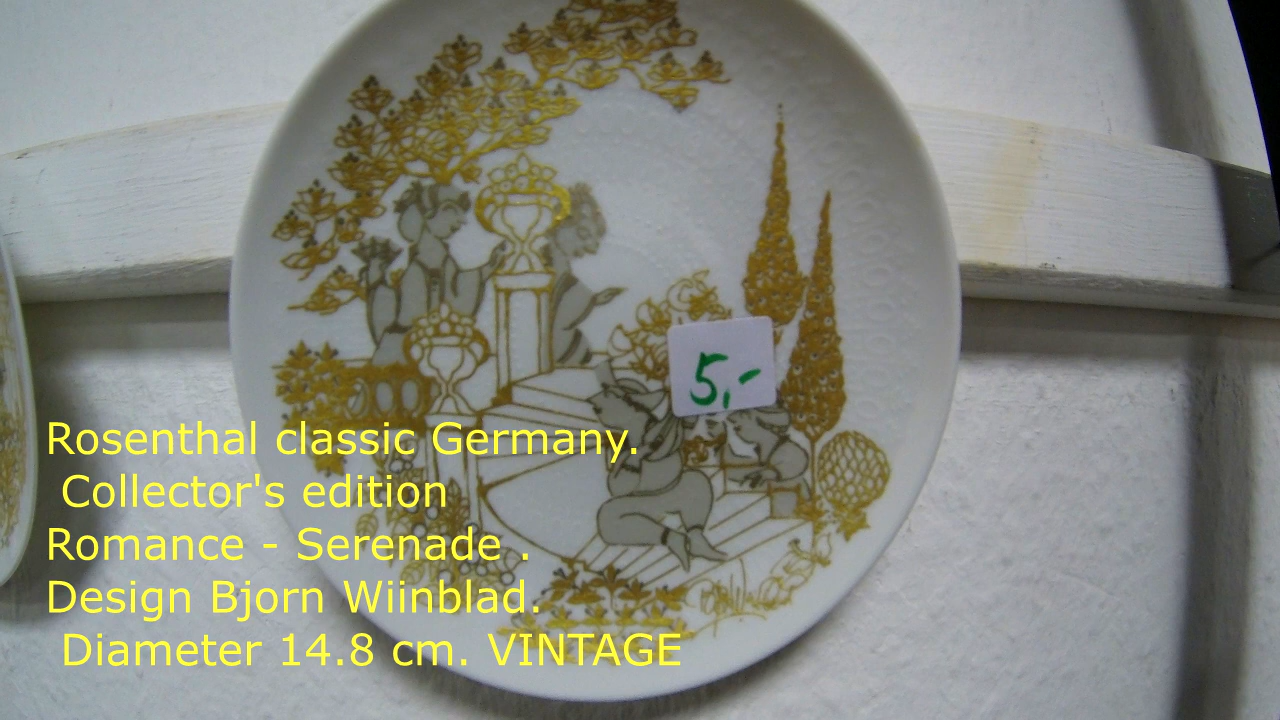 5,-
Rosenthal classic Germany.
Collector's edition
Romance - Serenade .
Design Bjorn Wiinblad.
Diameter 14.8 cm. VINTAGE